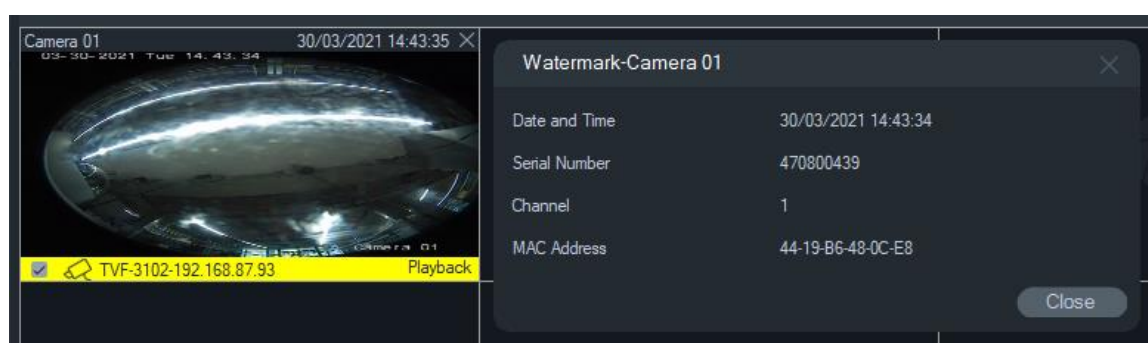 Camera 01 30/03/2021 14:43:35
03-30-2021 Tue 14:43:34
Camera 01
TVF-3102-192.168.87.93 Playback
Watermark-Camera 01
Date and Time 30/03/2021 14:43:34
Serial Number 470800439
Channel 1
MAC Address 44-19-B6-48-0C-E8
Close